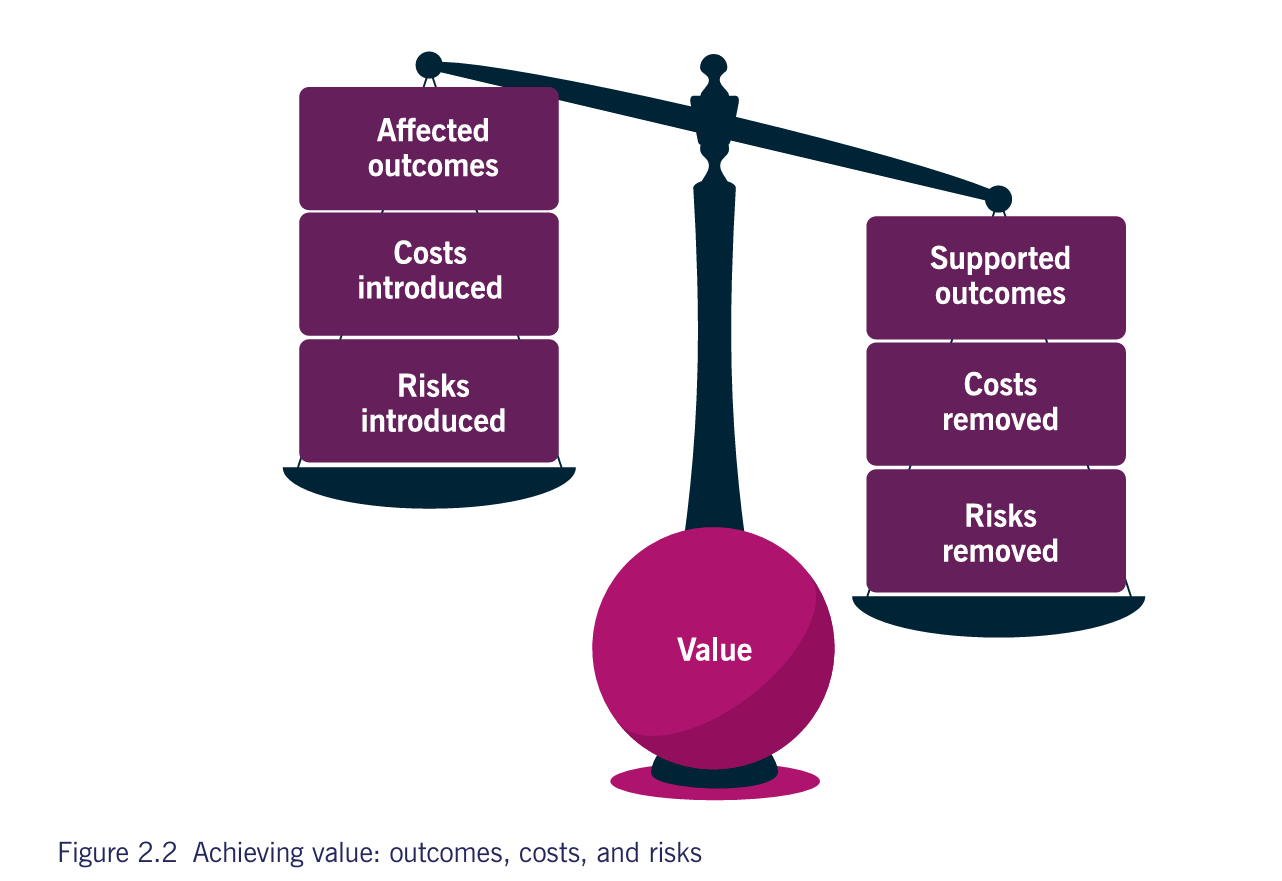 Affected
outcomes
Costs
introduced
Risks
introduced
Supported
outcomes
Costs
removed
Risks
removed
Value
Figure 2.2 Achieving value: outcomes, costs, and risks